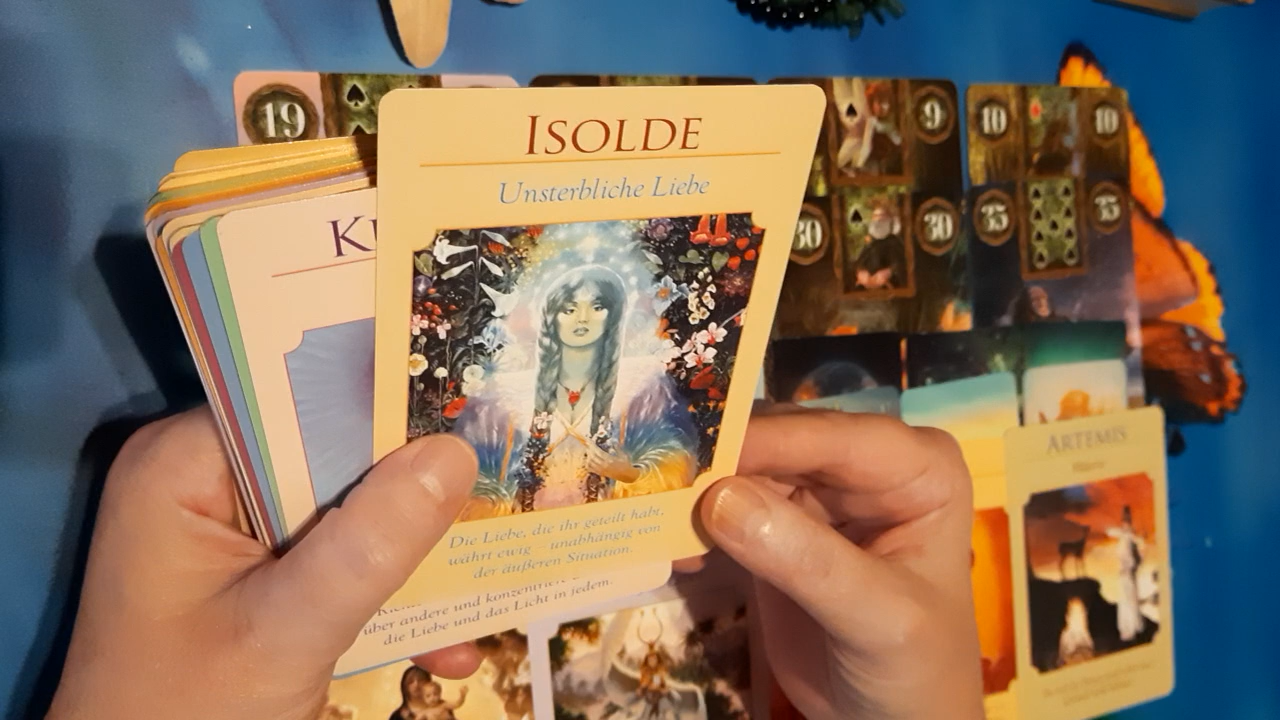 19
9
10
10
30
30
35
35
ISOLDE
Unsterbliche Liebe
Die Liebe, die ihr geteilt habt,
währt ewig – unabhängig von
der äußeren Situation.
über andere und konzentriere
die Liebe und das Licht in jedem.
ARTEMIS